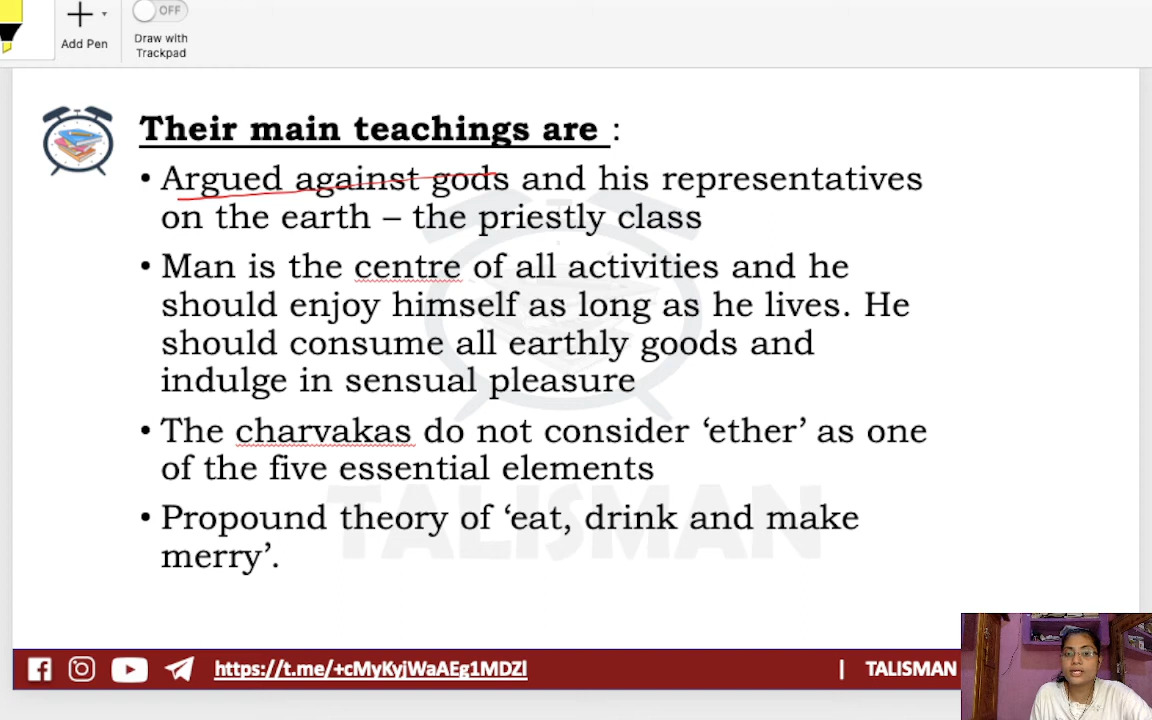 OFF
Add Pen
Draw with
Trackpad
Their main teachings are :
• Argued against gods and his representatives
on the earth – the priestly class
• Man is the centre of all activities and he
should enjoy himself as long as he lives. He
should consume all earthly goods and
indulge in sensual pleasure
• The charvakas do not consider ‘ether’ as one
of the five essential elements
• Propound theory of ‘eat, drink and make
merry’.
TALISMAN
https://t.me/+cMyKyjWaAEg1MDZl
| TALISMAN